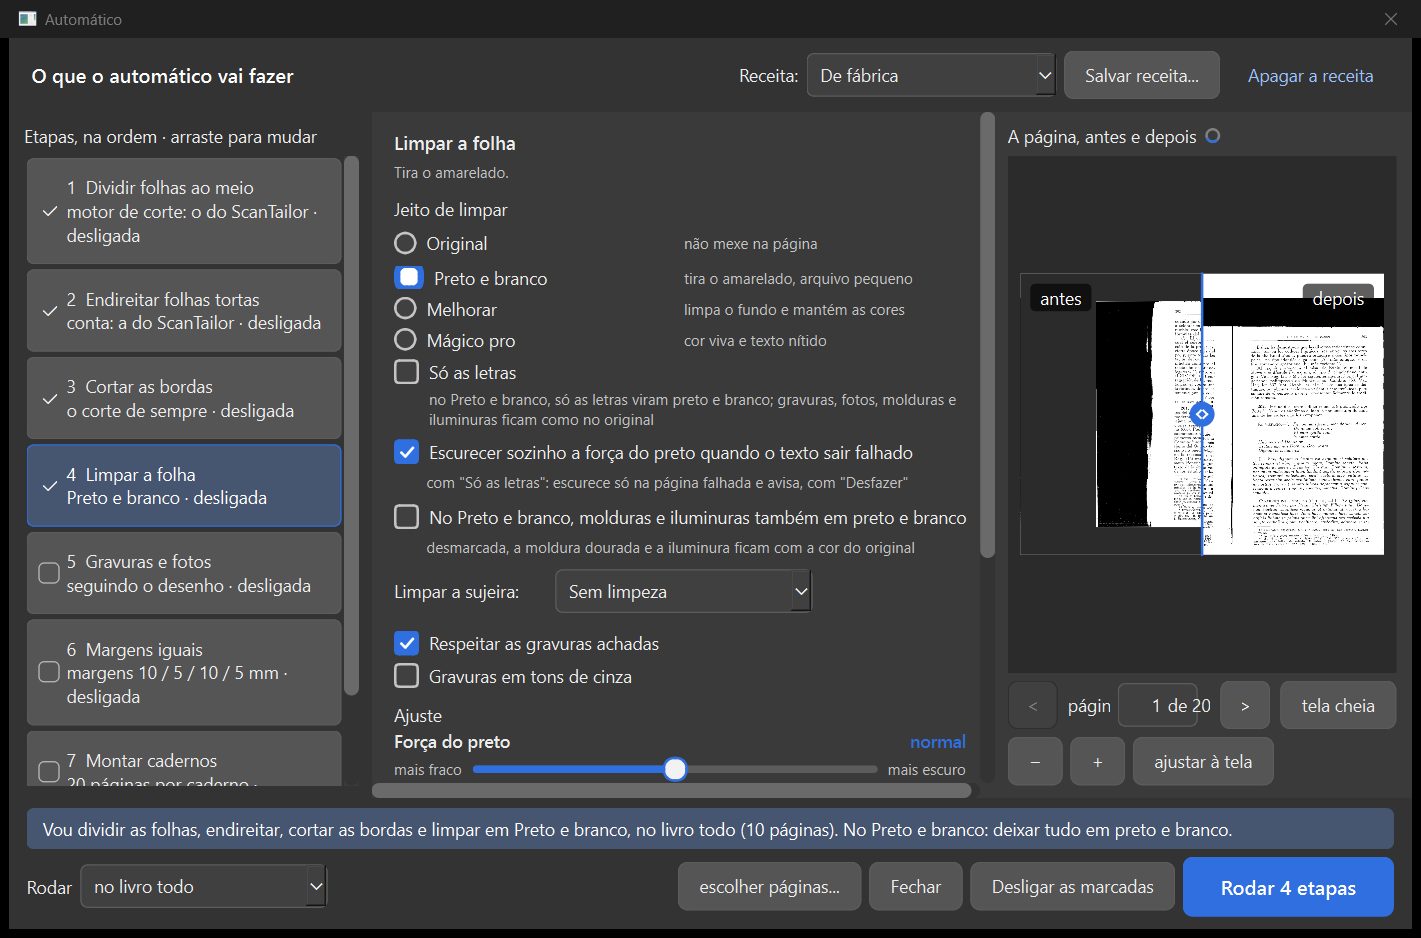 Automático
O que o automático vai fazer
Receita:
De fábrica
Salvar receita...
Apagar a receita
Etapas, na ordem · arraste para mudar
1 Dividir folhas ao meio
motor de corte: o do ScanTailor ·
desligada
2 Endireitar folhas tortas
conta: a do ScanTailor · desligada
3 Cortar as bordas
o corte de sempre · desligada
4 Limpar a folha
Preto e branco · desligada
5 Gravuras e fotos
seguindo o desenho · desligada
6 Margens iguais
margens 10 / 5 / 10 / 5 mm ·
desligada
7 Montar cadernos
20 páginas por caderno ·
Limpar a folha
Tira o amarelado.
Jeito de limpar
Original
não mexe na página
Preto e branco
tira o amarelado, arquivo pequeno
Melhorar
limpa o fundo e mantém as cores
Mágico pro
cor viva e texto nítido
Só as letras
no Preto e branco, só as letras viram preto e branco; gravuras, fotos, molduras e
iluminuras ficam como no original
Escurecer sozinho a força do preto quando o texto sair falhado
com "Só as letras": escurece só na página falhada e avisa, com "Desfazer"
No Preto e branco, molduras e iluminuras também em preto e branco
desmarcada, a moldura dourada e a iluminura ficam com a cor do original
Limpar a sujeira:
Sem limpeza
Respeitar as gravuras achadas
Gravuras em tons de cinza
Ajuste
Força do preto
normal
mais fraco
mais escuro
A página, antes e depois
antes
depois
<
págin
1 de 20
>
tela cheia
−
+
ajustar à tela
Vou dividir as folhas, endireitar, cortar as bordas e limpar em Preto e branco, no livro todo (10 páginas). No Preto e branco: deixar tudo em preto e branco.
Rodar
no livro todo
escolher páginas...
Fechar
Desligar as marcadas
Rodar 4 etapas